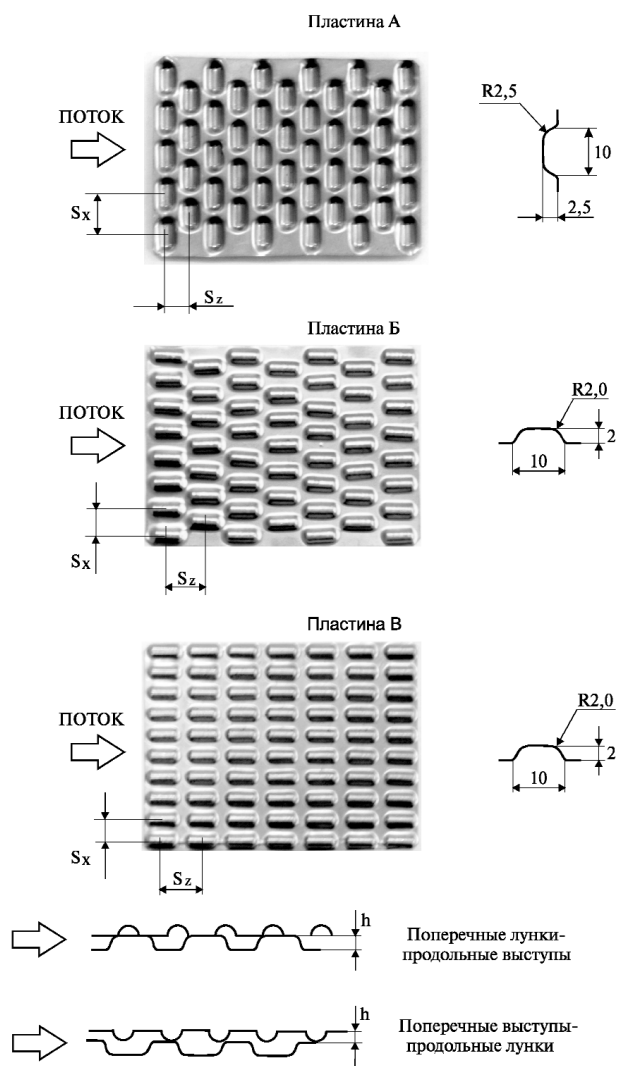 Пластина А
ПОТОК
R2,5
10
2,5
Sx
Sz
Пластина Б
ПОТОК
R2,0
2
10
Sx
Sz
Пластина В
ПОТОК
R2,0
2
10
Sx
Sz
h
Поперечные лунки-
продольные выступы
h
Поперечные выступы-
продольные лунки